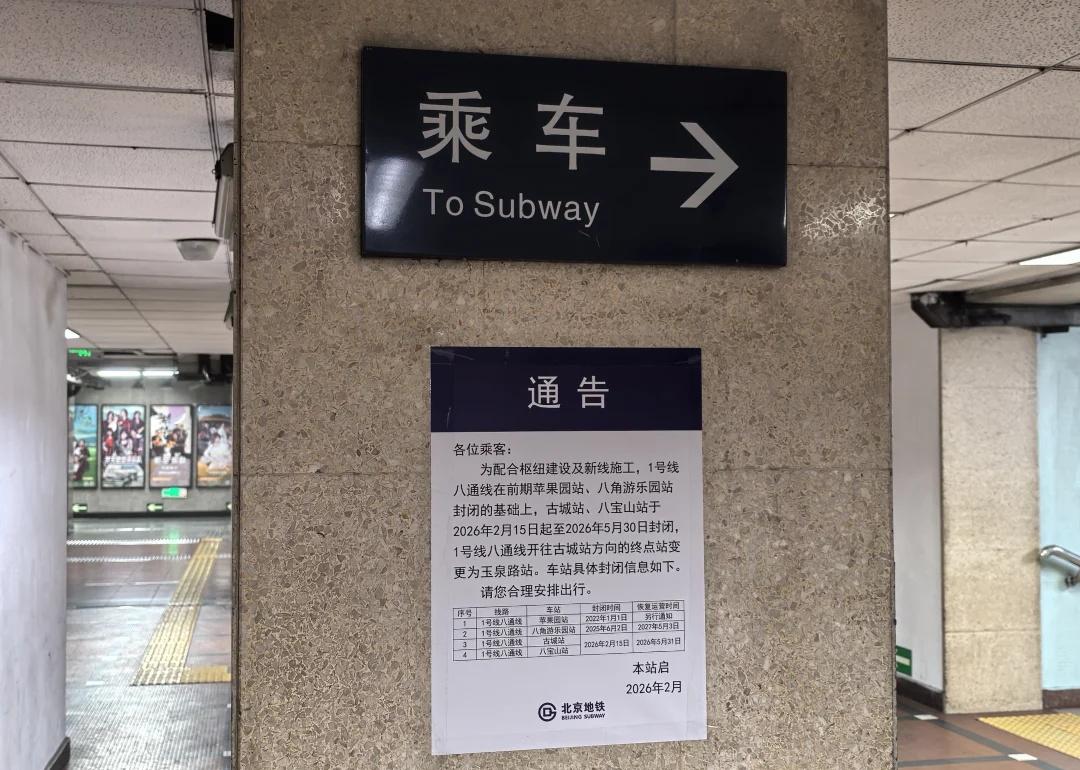 乘车
To Subway
通告
各位乘客：
为配合枢纽建设及新线施工，1号线
八通线在前期苹果园站、八角游乐园站
封闭的基础上，古城站、八宝山站于
2026年2月15日起至2026年5月30日封闭，
1号线八通线开往古城站方向的终点站变
更为玉泉路站。车站具体封闭信息如下。
请您合理安排出行。
序号 线路 车站 封闭时间 恢复运营时间
1 1号线八通线 苹果园站 2022年1月1日 另行通知
2 1号线八通线 八角游乐园站 2025年6月2日 2027年5月3日
3 1号线八通线 古城站 2026年2月15日 2026年5月31日
4 1号线八通线 八宝山站
本站启
2026年2月
北京地铁
BEIJING SUBWAY